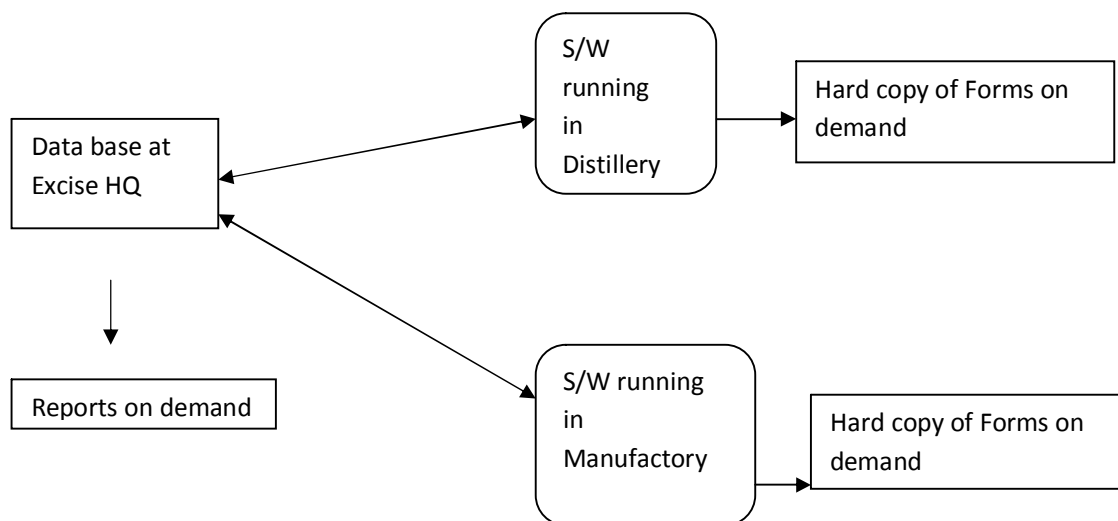 Data base at
Excise HQ
S/W
running
in
Distillery
Hard copy of Forms on
demand
Reports on demand
S/W running
in
Manufactory
Hard copy of Forms on
demand